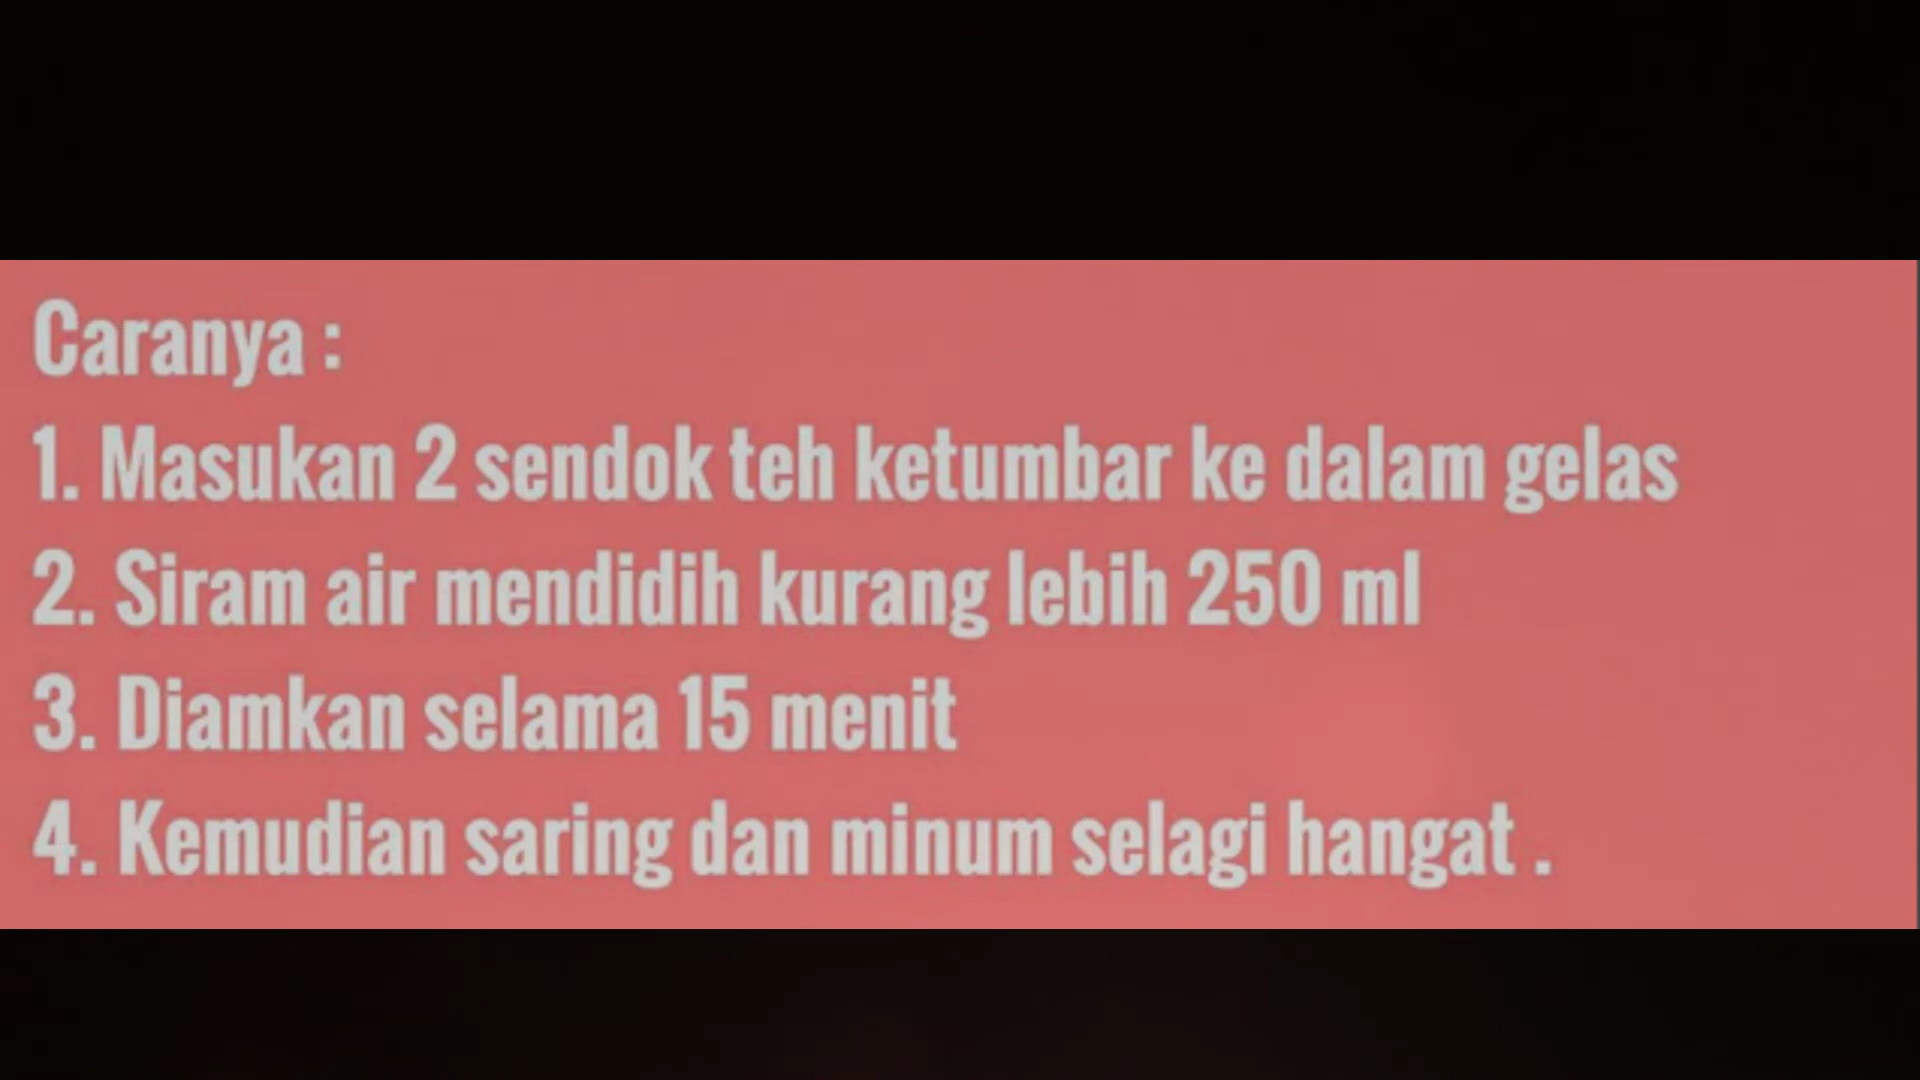 Caranya :
1. Masukan 2 sendok teh ketumbar ke dalam gelas
2. Siram air mendidih kurang lebih 250 ml
3. Diamkan selama 15 menit
4. Kemudian saring dan minum selagi hangat .